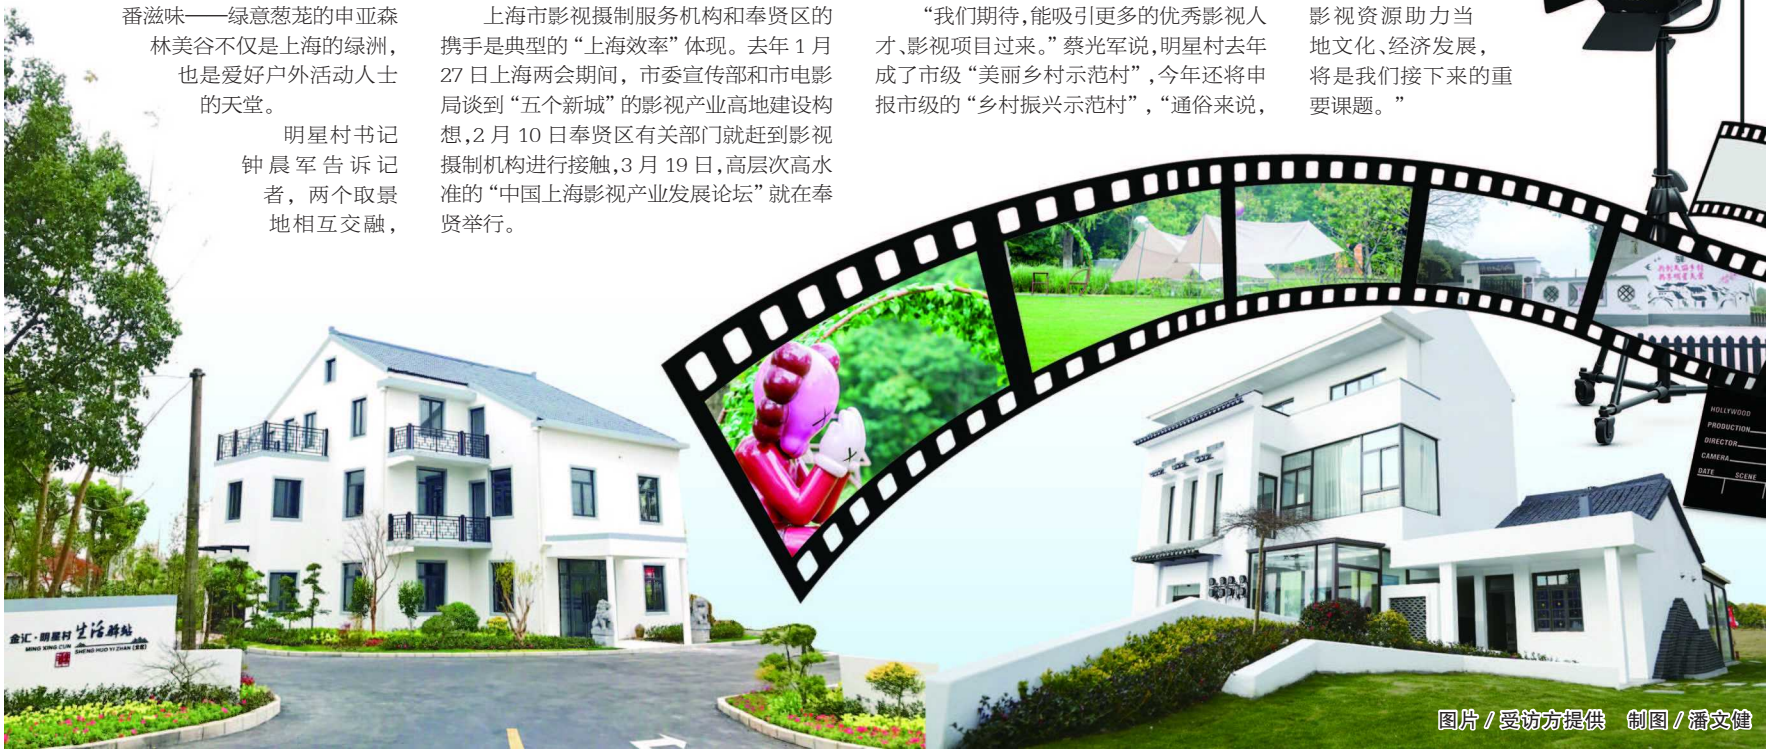 番滋味——绿意葱茏的申亚森
林美谷不仅是上海的绿洲，
也是爱好户外活动人士
的天堂。
明星村书记
钟晨军告诉记
者，两个取景
地相互交融，
上海市影视摄制服务机构和奉贤区的
携手是典型的“上海效率”体现。去年1月
27日上海两会期间，市委宣传部和市电影
局谈到“五个新城”的影视产业高地建设构
想，2月10日奉贤区有关部门就赶到影视
摄制机构进行接触，3月19日，高层次高水
准的“中国上海影视产业发展论坛”就在奉
贤举行。
“我们期待，能吸引更多的优秀影视人
才、影视项目过来。”蔡光军说，明星村去年
成了市级“美丽乡村示范村”，今年还将申
报市级的“乡村振兴示范村”，“通俗来说，
影视资源助力当
地文化、经济发展，
将是我们接下来的重
要课题。”
HOLLYWOOD
PRODUCTION
DIRECTOR
CAMERA
DATE SCENE
金汇·明星村 生活驿站
MING XING CUN SHENG HUO YI ZHAN
图片/受访方提供 制图/潘文健